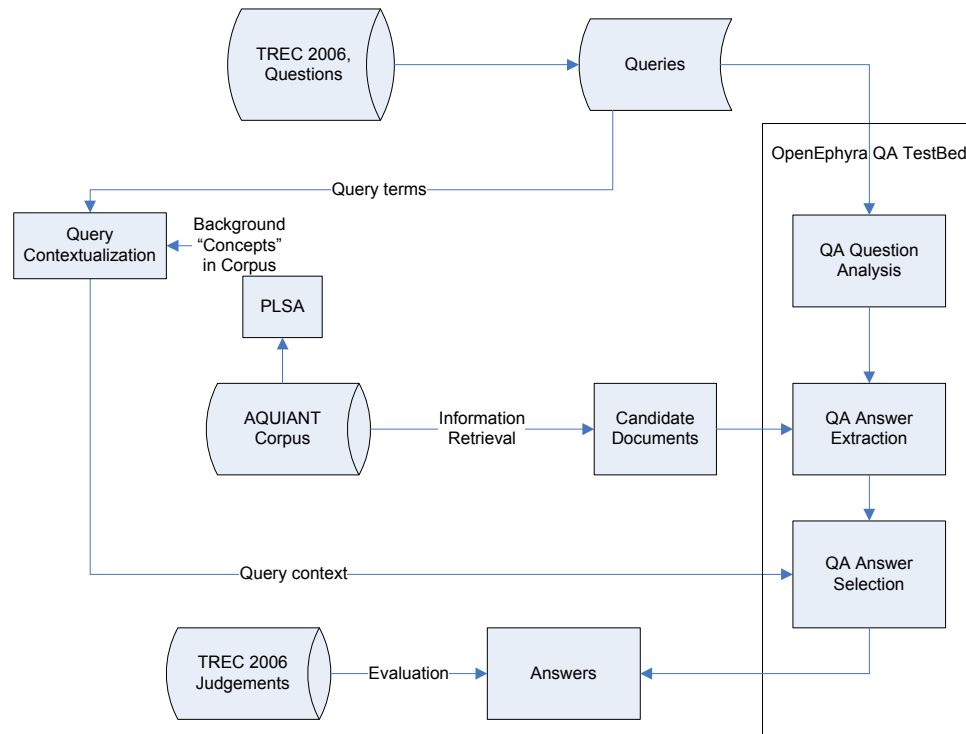 TREC 2006,
Questions
Queries
OpenEphyra QA TestBed
Query terms
Query
Contextualization
Background
“Concepts”
in Corpus
QA Question
Analysis
PLSA
AQUIANT
Corpus
Information
Retrieval
Candidate
Documents
QA Answer
Extraction
Query context
QA Answer
Selection
TREC 2006
Judgements
Evaluation
Answers